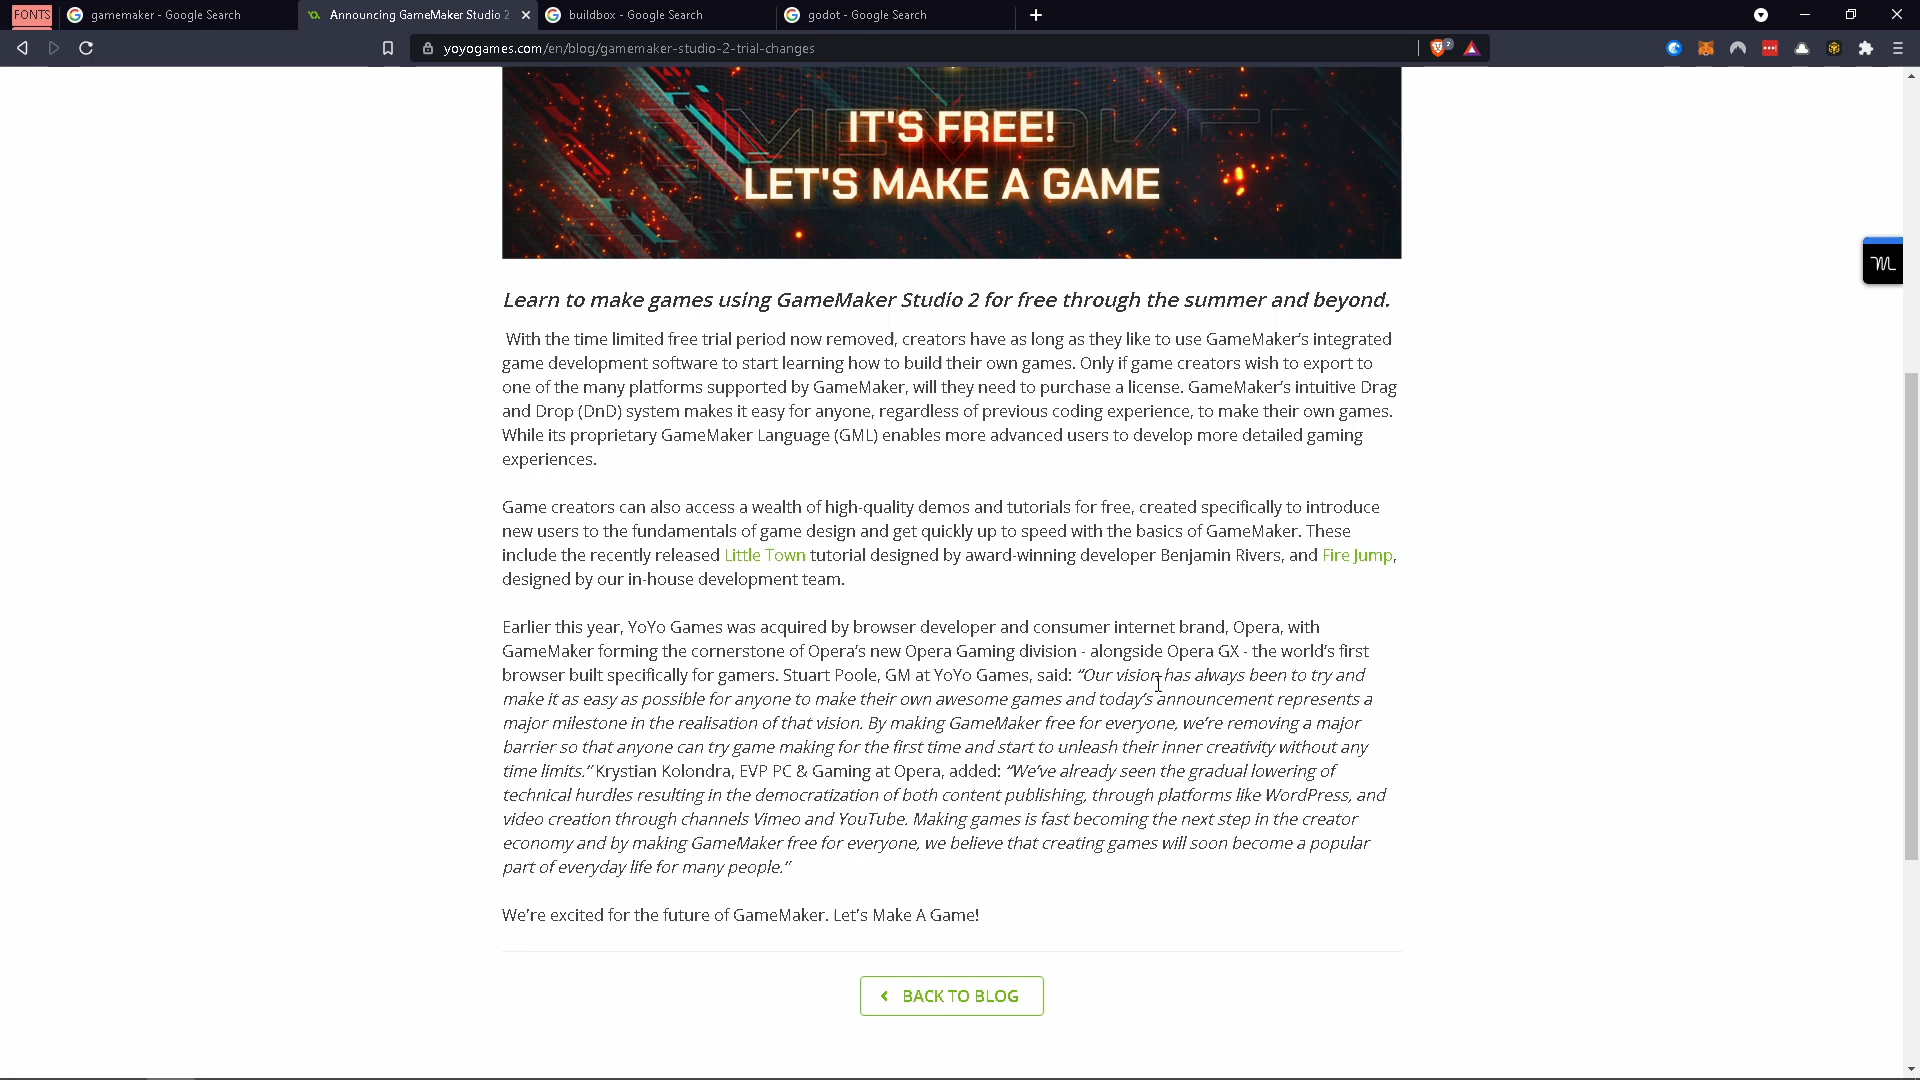 FONTS
gamemaker - Google Search
Announcing GameMaker Studio 2
buildbox - Google Search
godot - Google Search
yoyogames.com/en/blog/gamemaker-studio-2-trial-changes
IT'S FREE!
LET'S MAKE A GAME
Learn to make games using GameMaker Studio 2 for free through the summer and beyond.
With the time limited free trial period now removed, creators have as long as they like to use GameMaker's integrated
game development software to start learning how to build their own games. Only if game creators wish to export to
one of the many platforms supported by GameMaker, will they need to purchase a license. GameMaker's intuitive Drag
and Drop (DnD) system makes it easy for anyone, regardless of previous coding experience, to make their own games.
While its proprietary GameMaker Language (GML) enables more advanced users to develop more detailed gaming
experiences.
Game creators can also access a wealth of high-quality demos and tutorials for free, created specifically to introduce
new users to the fundamentals of game design and get quickly up to speed with the basics of GameMaker. These
include the recently released Little Town tutorial designed by award-winning developer Benjamin Rivers, and Fire Jump,
designed by our in-house development team.
Earlier this year, YoYo Games was acquired by browser developer and consumer internet brand, Opera, with
GameMaker forming the cornerstone of Opera's new Opera Gaming division - alongside Opera GX - the world's first
browser built specifically for gamers. Stuart Poole, GM at YoYo Games, said: "Our vision has always been to try and
make it as easy as possible for anyone to make their own awesome games and today's announcement represents a
major milestone in the realisation of that vision. By making GameMaker free for everyone, we're removing a major
barrier so that anyone can try game making for the first time and start to unleash their inner creativity without any
time limits." Krystian Kolondra, EVP PC & Gaming at Opera, added: "We've already seen the gradual lowering of
technical hurdles resulting in the democratization of both content publishing, through platforms like WordPress, and
video creation through channels Vimeo and YouTube. Making games is fast becoming the next step in the creator
economy and by making GameMaker free for everyone, we believe that creating games will soon become a popular
part of everyday life for many people."
We're excited for the future of GameMaker. Let's Make A Game!
BACK TO BLOG